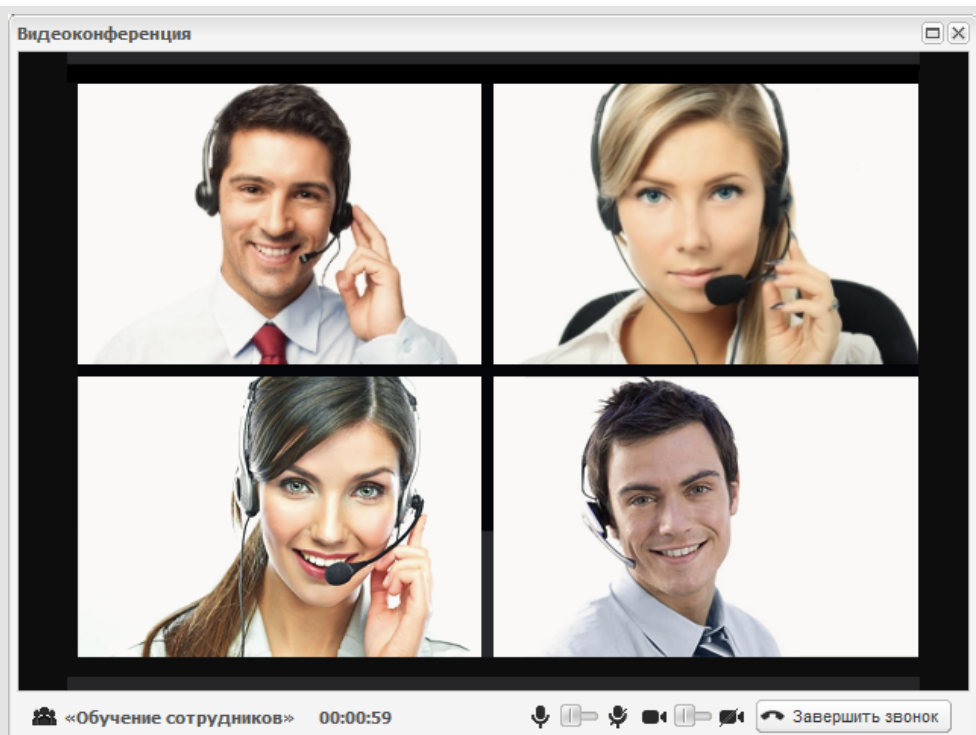 Видеоконференция
«Обучение сотрудников» 00:00:59 Завершить звонок